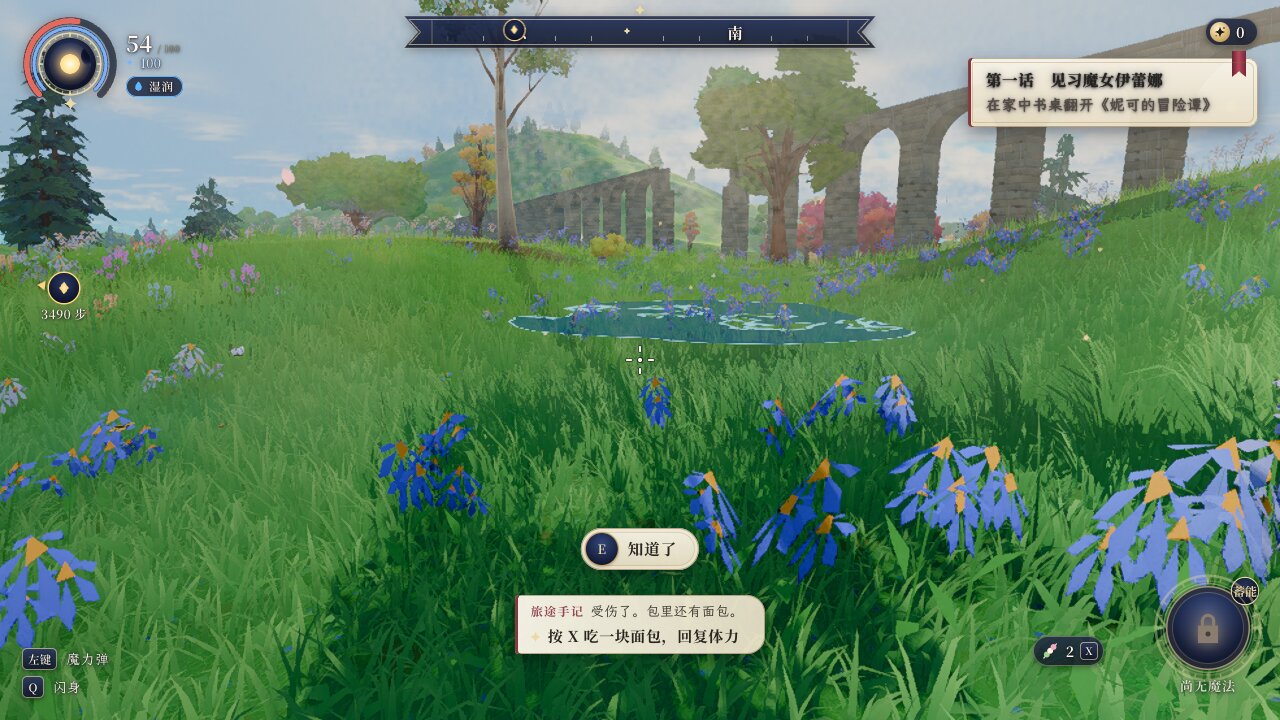 54 / 100
100
湿润
南
0
第一话 见习魔女伊蕾娜
在家中书桌翻开《妮可的冒险谭》
3490 步
E 知道了
旅途手记 受伤了。包里还有面包。
按 X 吃一块面包，回复体力
左键 魔力弹
Q 闪身
2 X
蓄能
尚无魔法